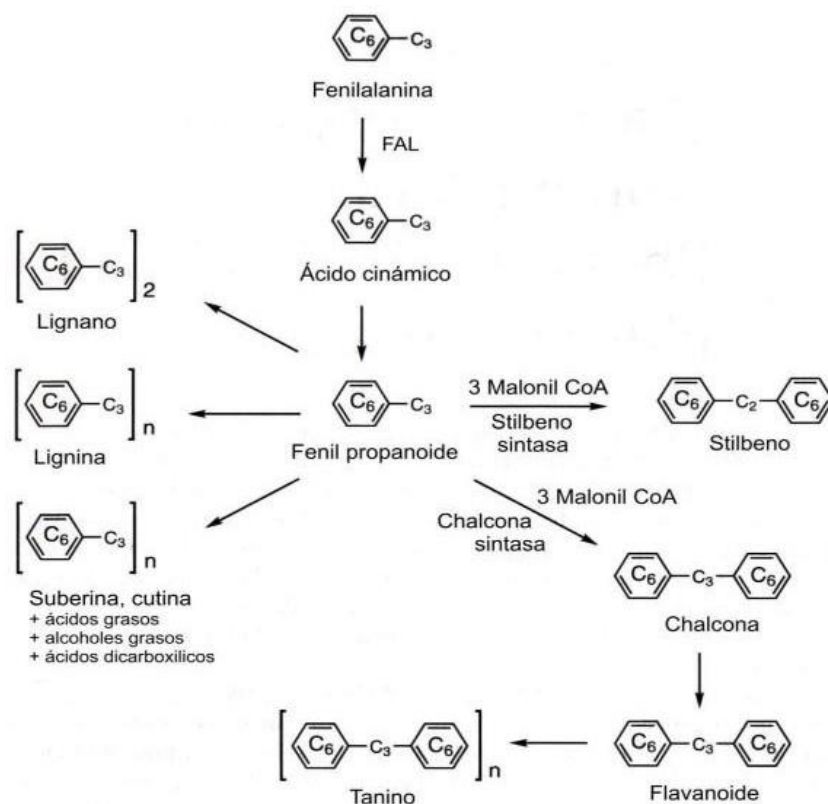 C6 C3
Fenilalanina
FAL
C6 C3
Ácido cinámico
C6 C3 2
Lignano
C6 C3 n
Lignina
C6 C3
Fenil propanoide
3 Malonil CoA
Stilbeno
sintasa
C6 C2 C6
Stilbeno
C6 C3 n
Suberina, cutina
+ ácidos grasos
+ alcoholes grasos
+ ácidos dicarboxilicos
3 Malonil CoA
Chalcona
sintasa
C6 C3 C6
Chalcona
C6 C3 C6
Flavanoide
C6 C3 C6 n
Tanino